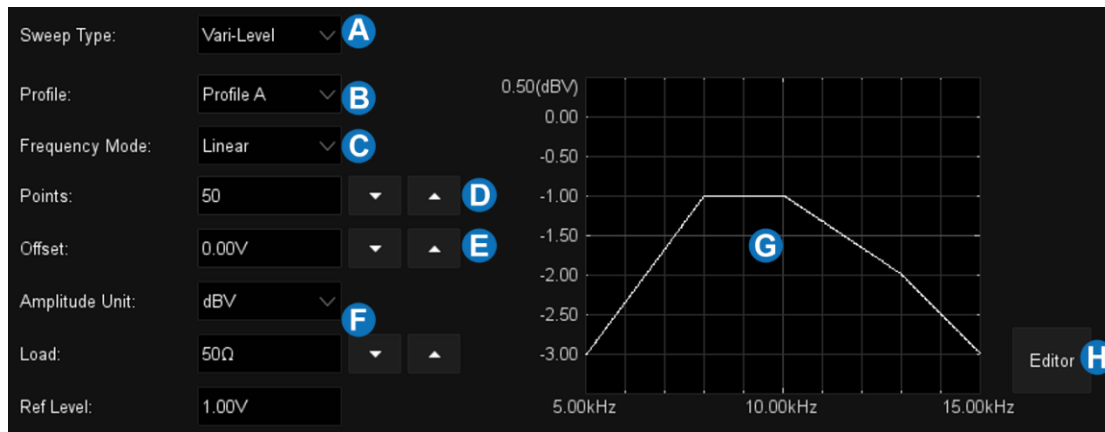 Sweep Type: Vari-Level A
Profile: Profile A B
Frequency Mode: Linear C
Points: 50 D
Offset: 0.00V E
Amplitude Unit: dBV
F
Load: 50Ω
Ref Level: 1.00V
0.50(dBV)
0.00
-0.50
-1.00
-1.50
G
-2.00
-2.50
-3.00
5.00kHz 10.00kHz 15.00kHz
Editor H